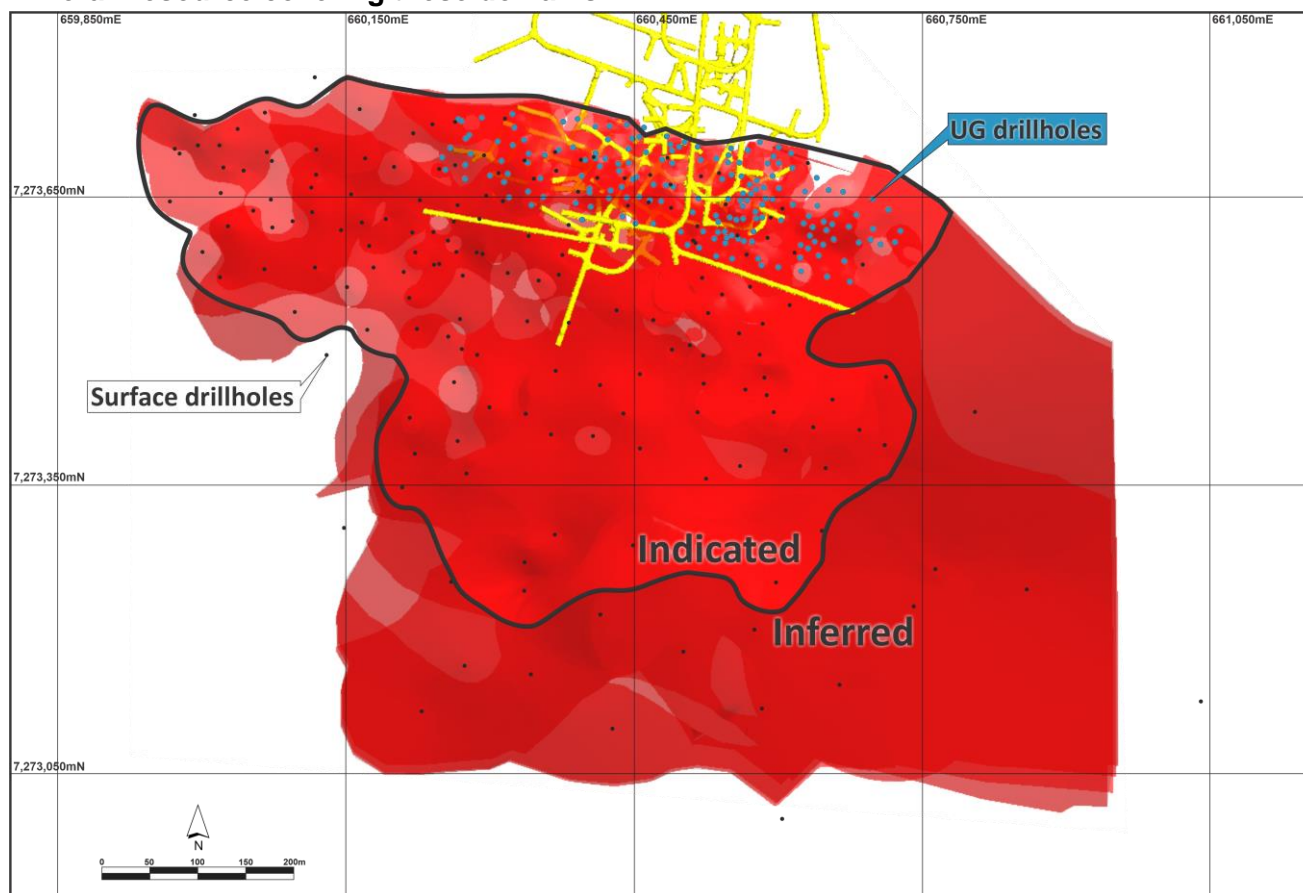 659,850mE 660,150mE 660,450mE 660,750mE 661,050mE
UG drillholes
7,273,650mN
Surface drillholes
7,273,350mN
Indicated
Inferred
7,273,050mN
N
0 50 100 150 200m